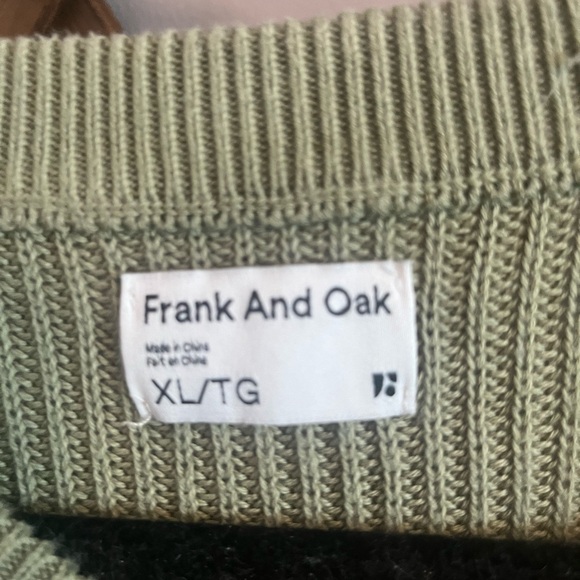 Frank And Oak
Made in China
Fait en Chine
XL/TG